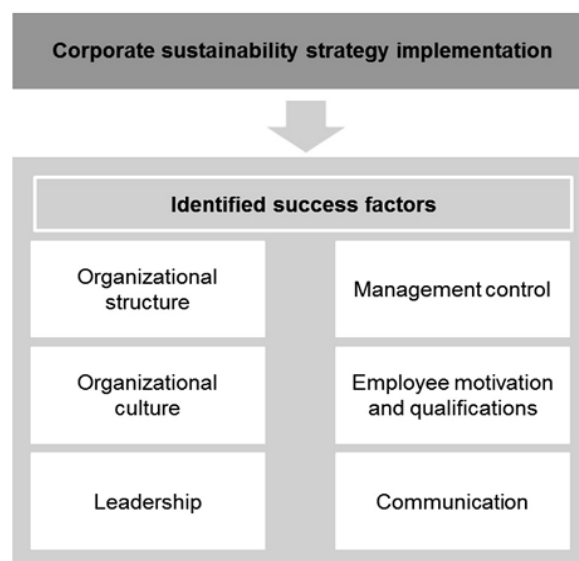 Corporate sustainability strategy implementation
Identified success factors
Organizational
structure
Management control
Organizational
culture
Employee motivation
and qualifications
Leadership
Communication